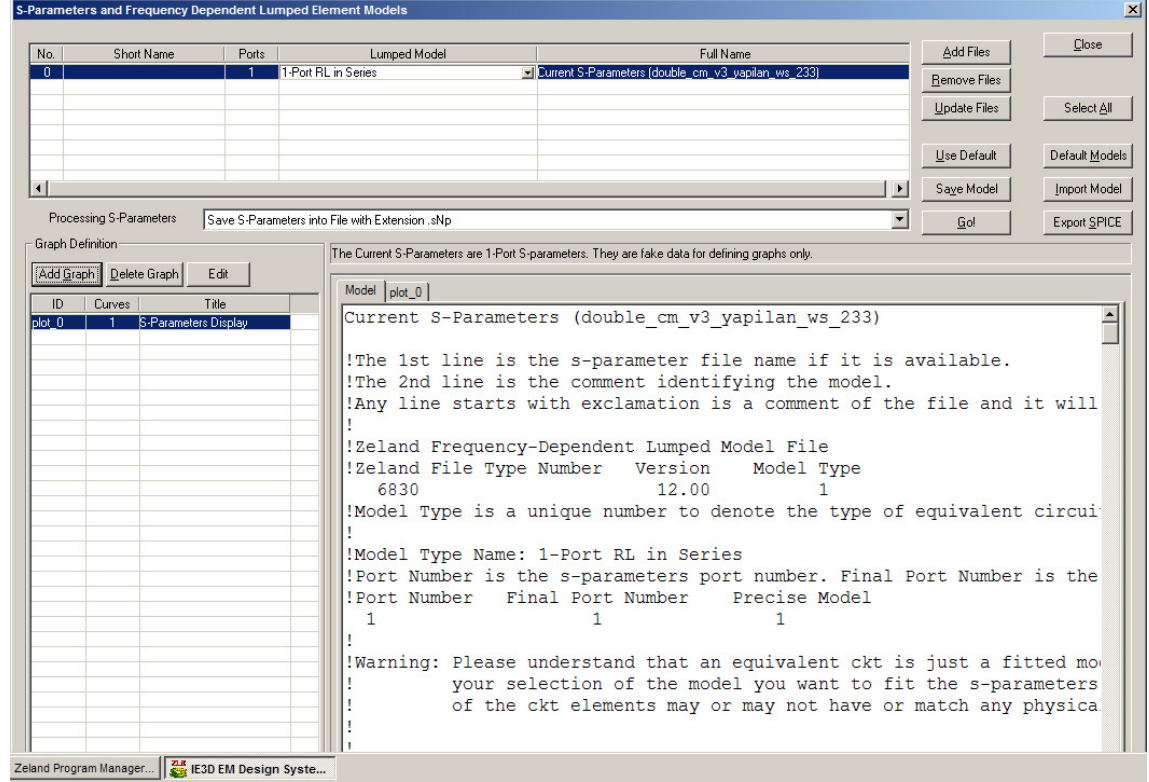 S-Parameters and Frequency Dependent Lumped Element Models
No. Short Name Ports Lumped Model Full Name
0 1 1-Port RL in Series Current S-Parameters (double_cm_v3_yapilan_ws_233)
Add Files
Close
Remove Files
Update Files
Select All
Use Default
Default Models
Save Model
Import Model
Processing S-Parameters
Save S-Parameters into File with Extension .sNp
Go!
Export SPICE
Graph Definition
The Current S-Parameters are 1-Port S-parameters. They are fake data for defining graphs only.
Add Graph
Delete Graph
Edit
Model plot_0
ID Curves Title
plot_0 1 S-Parameters Display
Current S-Parameters (double_cm_v3_yapilan_ws_233)
!The 1st line is the s-parameter file name if it is available.
!The 2nd line is the comment identifying the model.
!Any line starts with exclamation is a comment of the file and it will
!
!Zeland Frequency-Dependent Lumped Model File
!Zeland File Type Number Version Model Type
6830 12.00 1
!Model Type is a unique number to denote the type of equivalent circui
!
!Model Type Name: 1-Port RL in Series
!Port Number is the s-parameters port number. Final Port Number is the
!Port Number Final Port Number Precise Model
1 1 1
!
!Warning: Please understand that an equivalent ckt is just a fitted mo
! your selection of the model you want to fit the s-parameters
! of the ckt elements may or may not have or match any physica
!
!
Zeland Program Manager...
IE3D EM Design Syste...